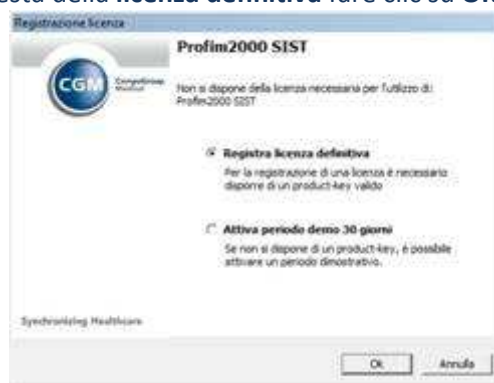 della licenza definitiva fare clic su
Registrazione licenza
Profim2000 SIST
CGM CompuGroup
Medical
Non si dispone della licenza necessaria per l'utilizzo di:
Profim2000 SIST
Registra licenza definitiva
Per la registrazione di una licenza è necessario
disporre di un product-key valido
Attiva periodo demo 30 giorni
Se non si dispone di un product-key, è possibile
attivare un periodo dimostrativo.
Synchronizing Healthcare
Ok Annulla